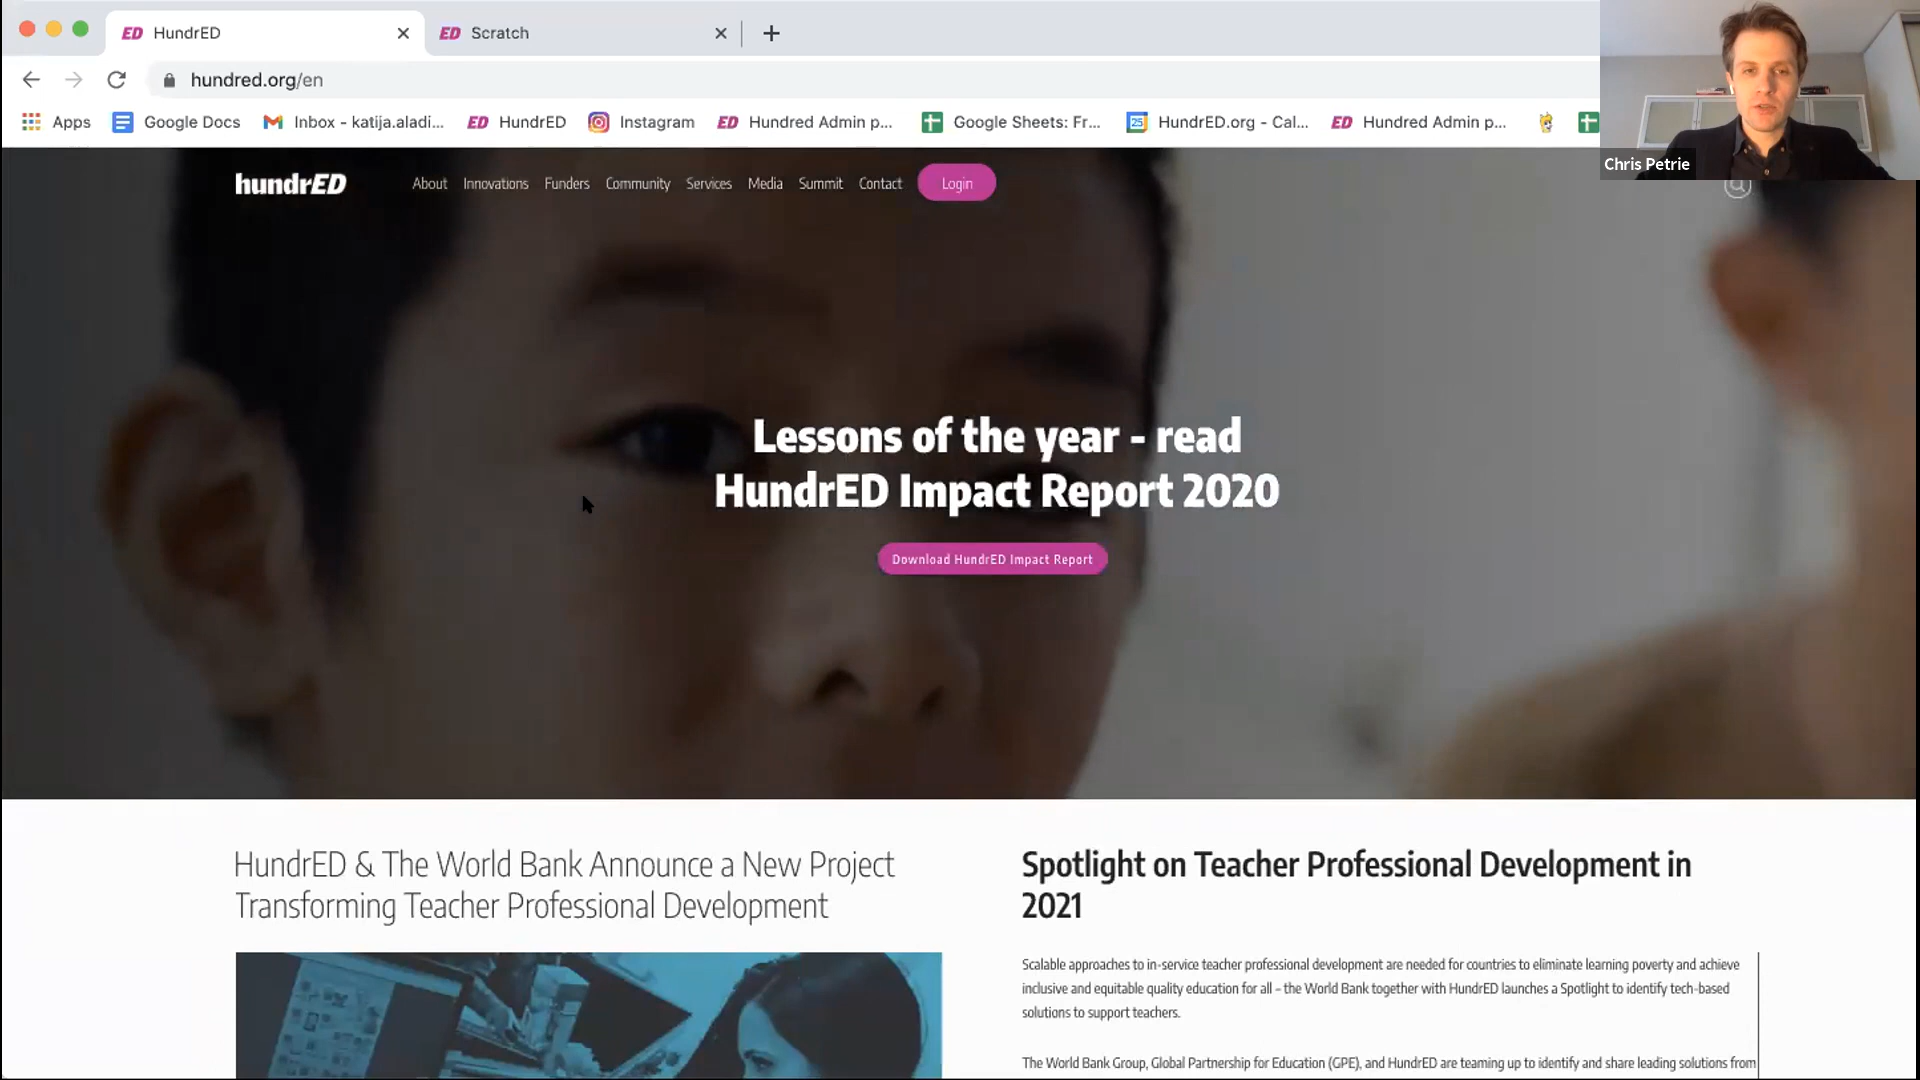 ED HundrED
ED Scratch
hundred.org/en
Apps
Google Docs
Inbox - katija.aladi...
ED HundrED
Instagram
ED Hundred Admin p...
Google Sheets: Fr...
25 HundrED.org - Cal...
ED Hundred Admin p...
Chris Petrie
hundrED
About Innovations Funders Community Services Media Summit Contact Login
Lessons of the year - read
HundrED Impact Report 2020
Download HundrED Impact Report
HundrED & The World Bank Announce a New Project
Transforming Teacher Professional Development
Spotlight on Teacher Professional Development in
2021
Scalable approaches to in-service teacher professional development are needed for countries to eliminate learning poverty and achieve
inclusive and equitable quality education for all – the World Bank together with HundrED launches a Spotlight to identify tech-based
solutions to support teachers.
The World Bank Group, Global Partnership for Education (GPE), and HundrED are teaming up to identify and share leading solutions from